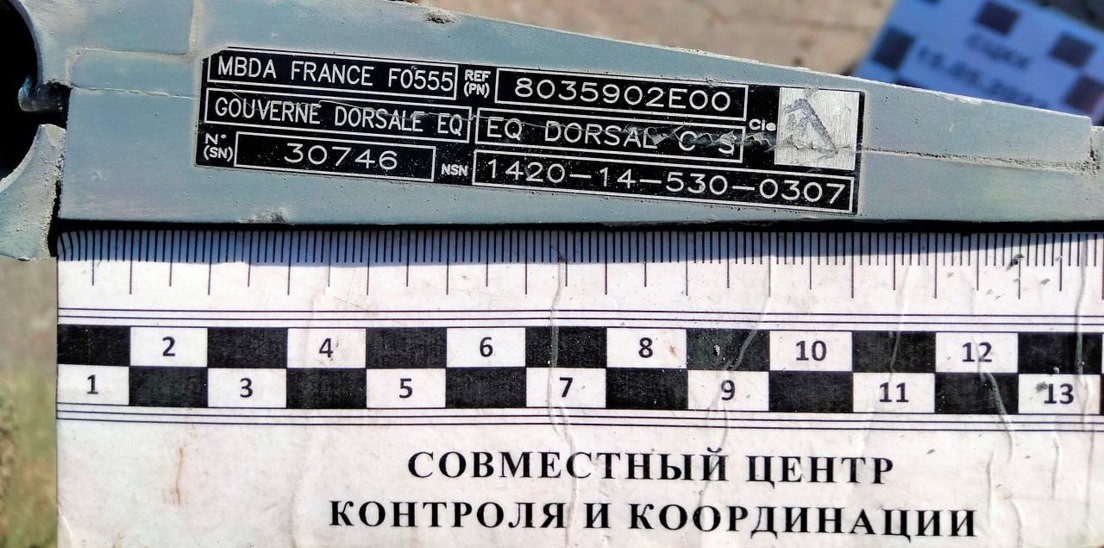 MBDA FRANCE F0555 REF (PN) 8035902E00
GOUVERNE DORSALE EQ EQ DORSAL C S Cle
N° (SN) 30746 NSN 1420-14-530-0307
2 4 6 8 10 12
1 3 5 7 9 11 13
СОВМЕСТНЫЙ ЦЕНТР
КОНТРОЛЯ И КООРДИНАЦИИ